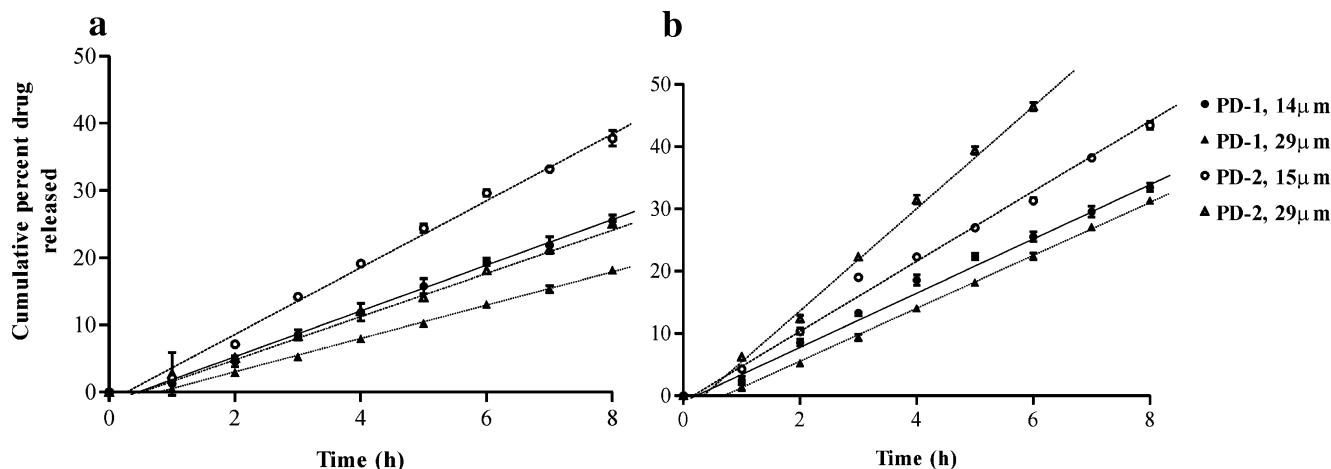 a
b
50
40
30
20
10
0
0 2 4 6 8
Cumulative percent drug
released
Time (h)
50
40
30
20
10
0
0 2 4 6 8
Time (h)
PD-1, 14μm
PD-1, 29μm
PD-2, 15μm
PD-2, 29μm